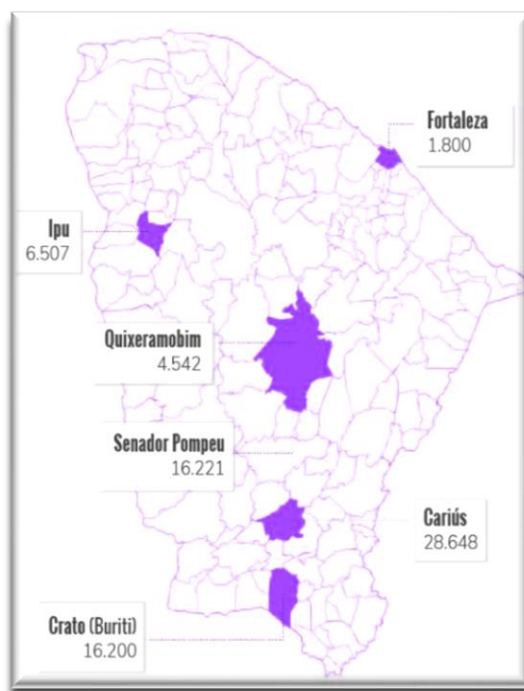 Fortaleza
1.800
Ipu
6.507
Quixeramobim
4.542
Senador Pompeu
16.221
Cariús
28.648
Crato (Buriti)
16.200